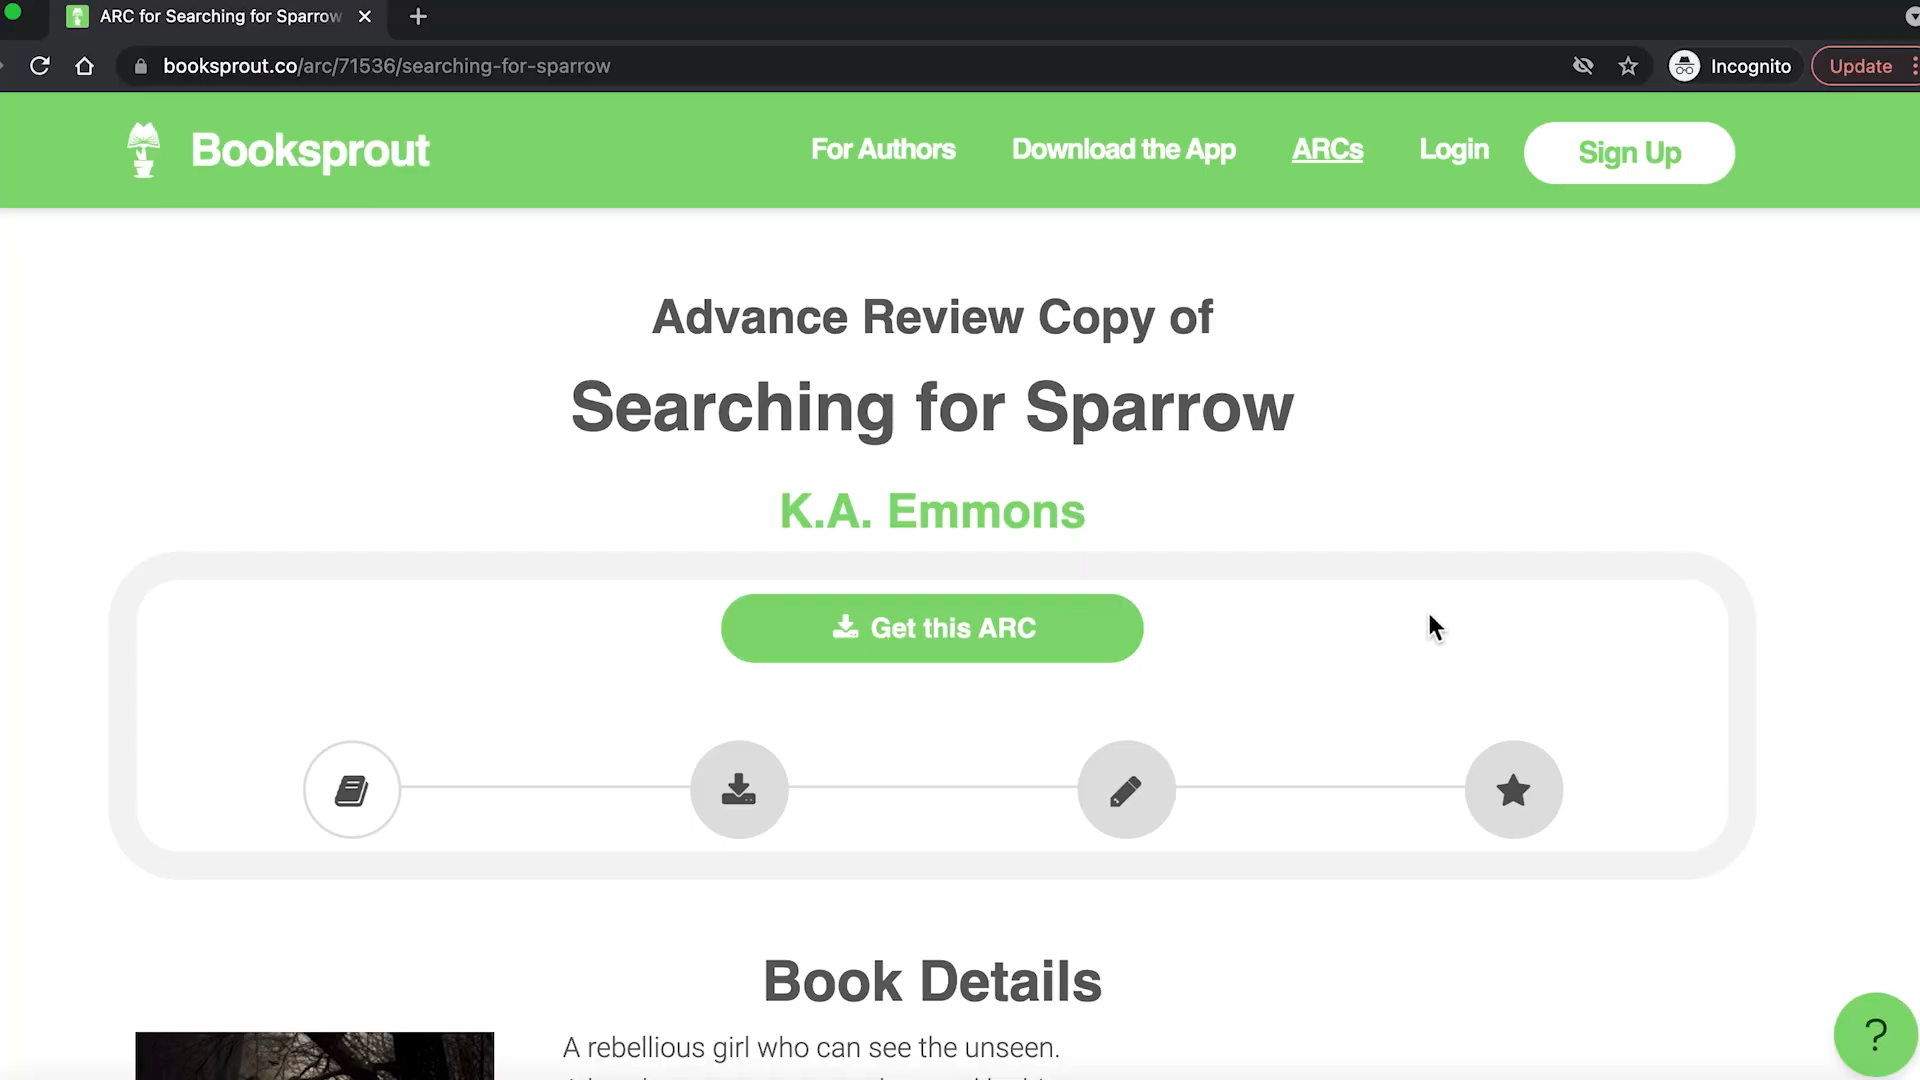 ARC for Searching for Sparrow
booksprout.co/arc/71536/searching-for-sparrow
Incognito
Update
Booksprout
For Authors
Download the App
ARCs
Login
Sign Up
Advance Review Copy of
Searching for Sparrow
K.A. Emmons
Get this ARC
Book Details
A rebellious girl who can see the unseen.
?